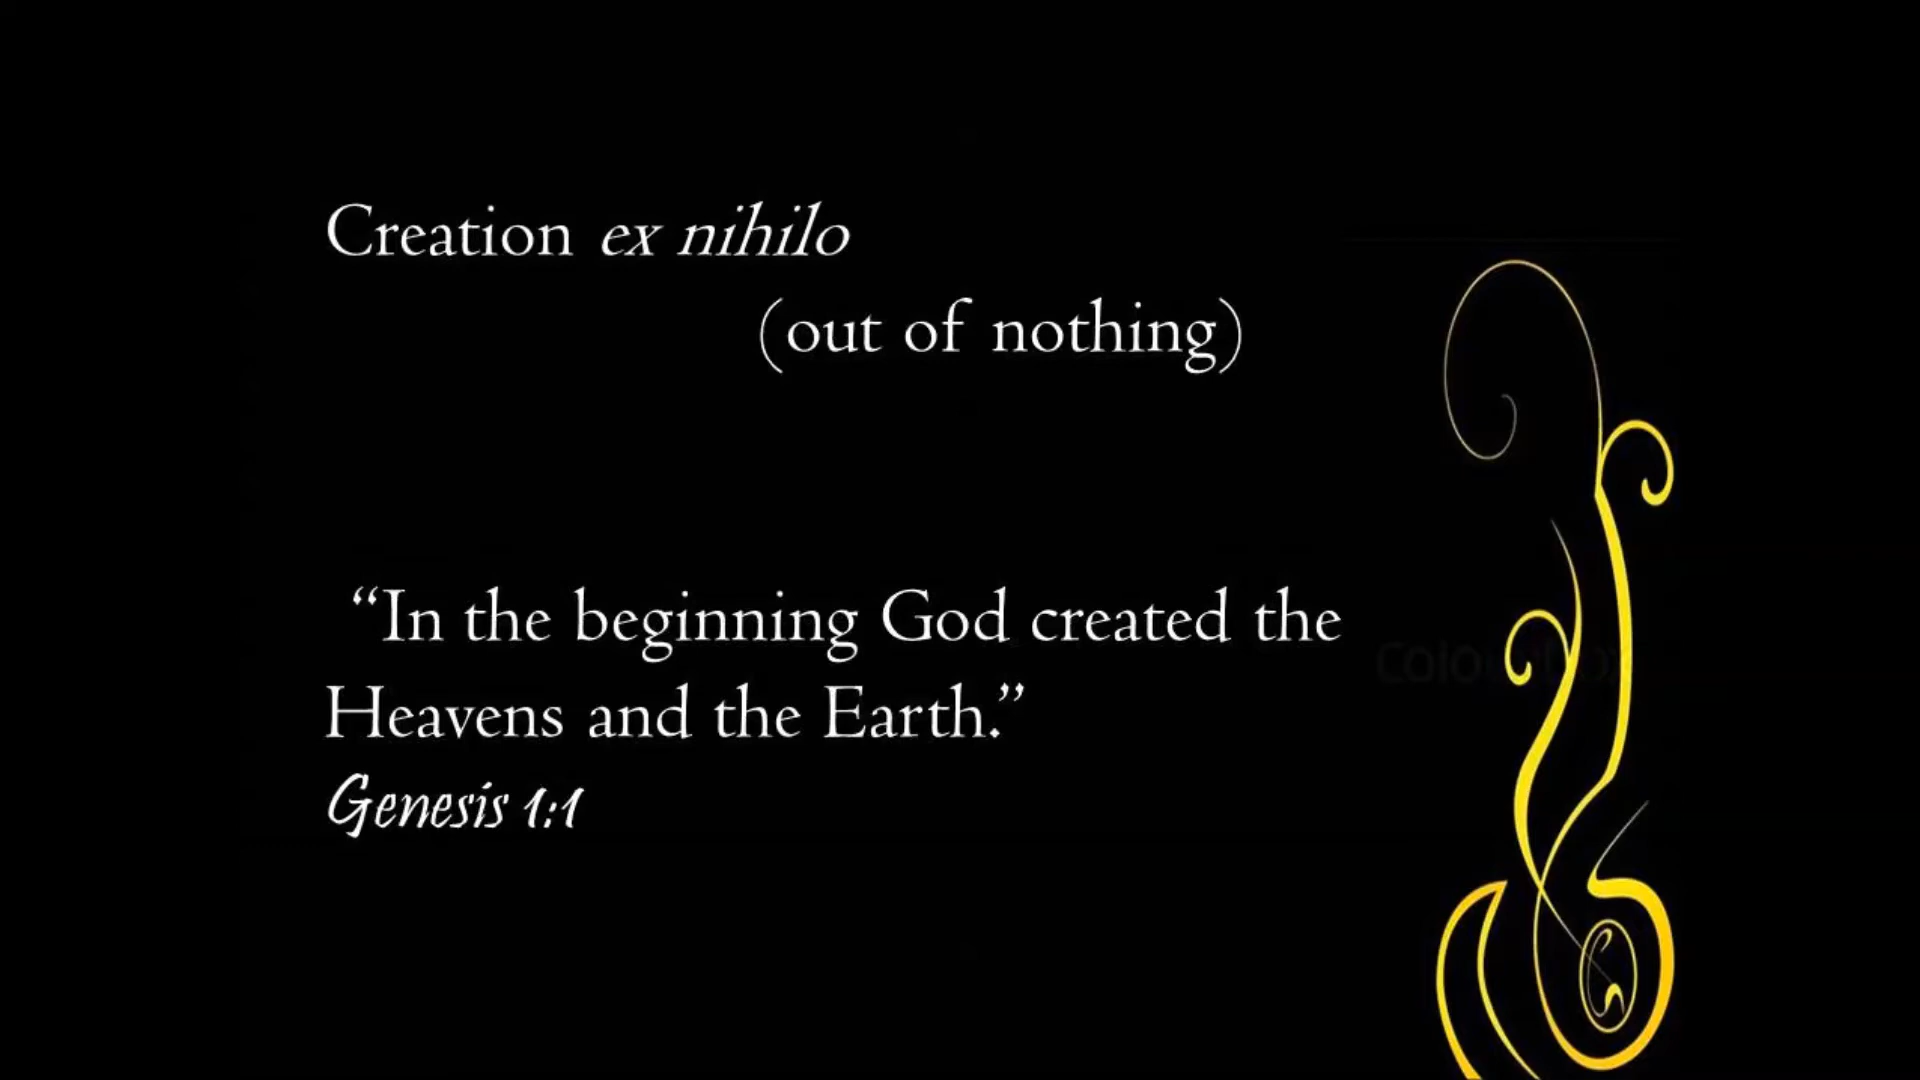 Creation ex nihilo
(out of nothing)
“In the beginning God created the
Heavens and the Earth.”
Genesis 1:1